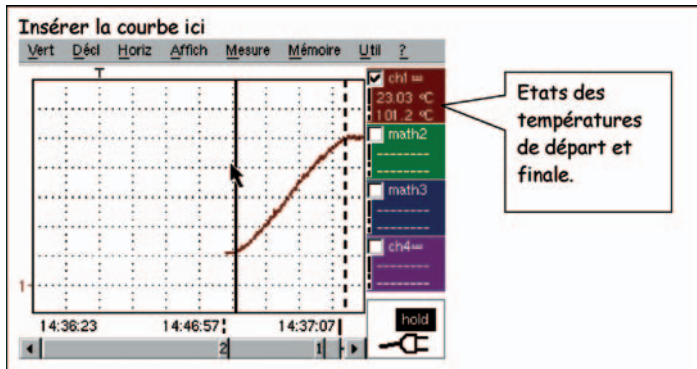 Insérer la courbe ici
Vert Décl Horiz Affich Mesure Mémoire Util ?
T
ch1
23.03 °C
101.2 °C
math2
--------
--------
math3
--------
--------
ch4
--------
--------
Etats des
températures
de départ et
finale.
1-
14:36:23 14:46:57 14:37:07
hold
2 1